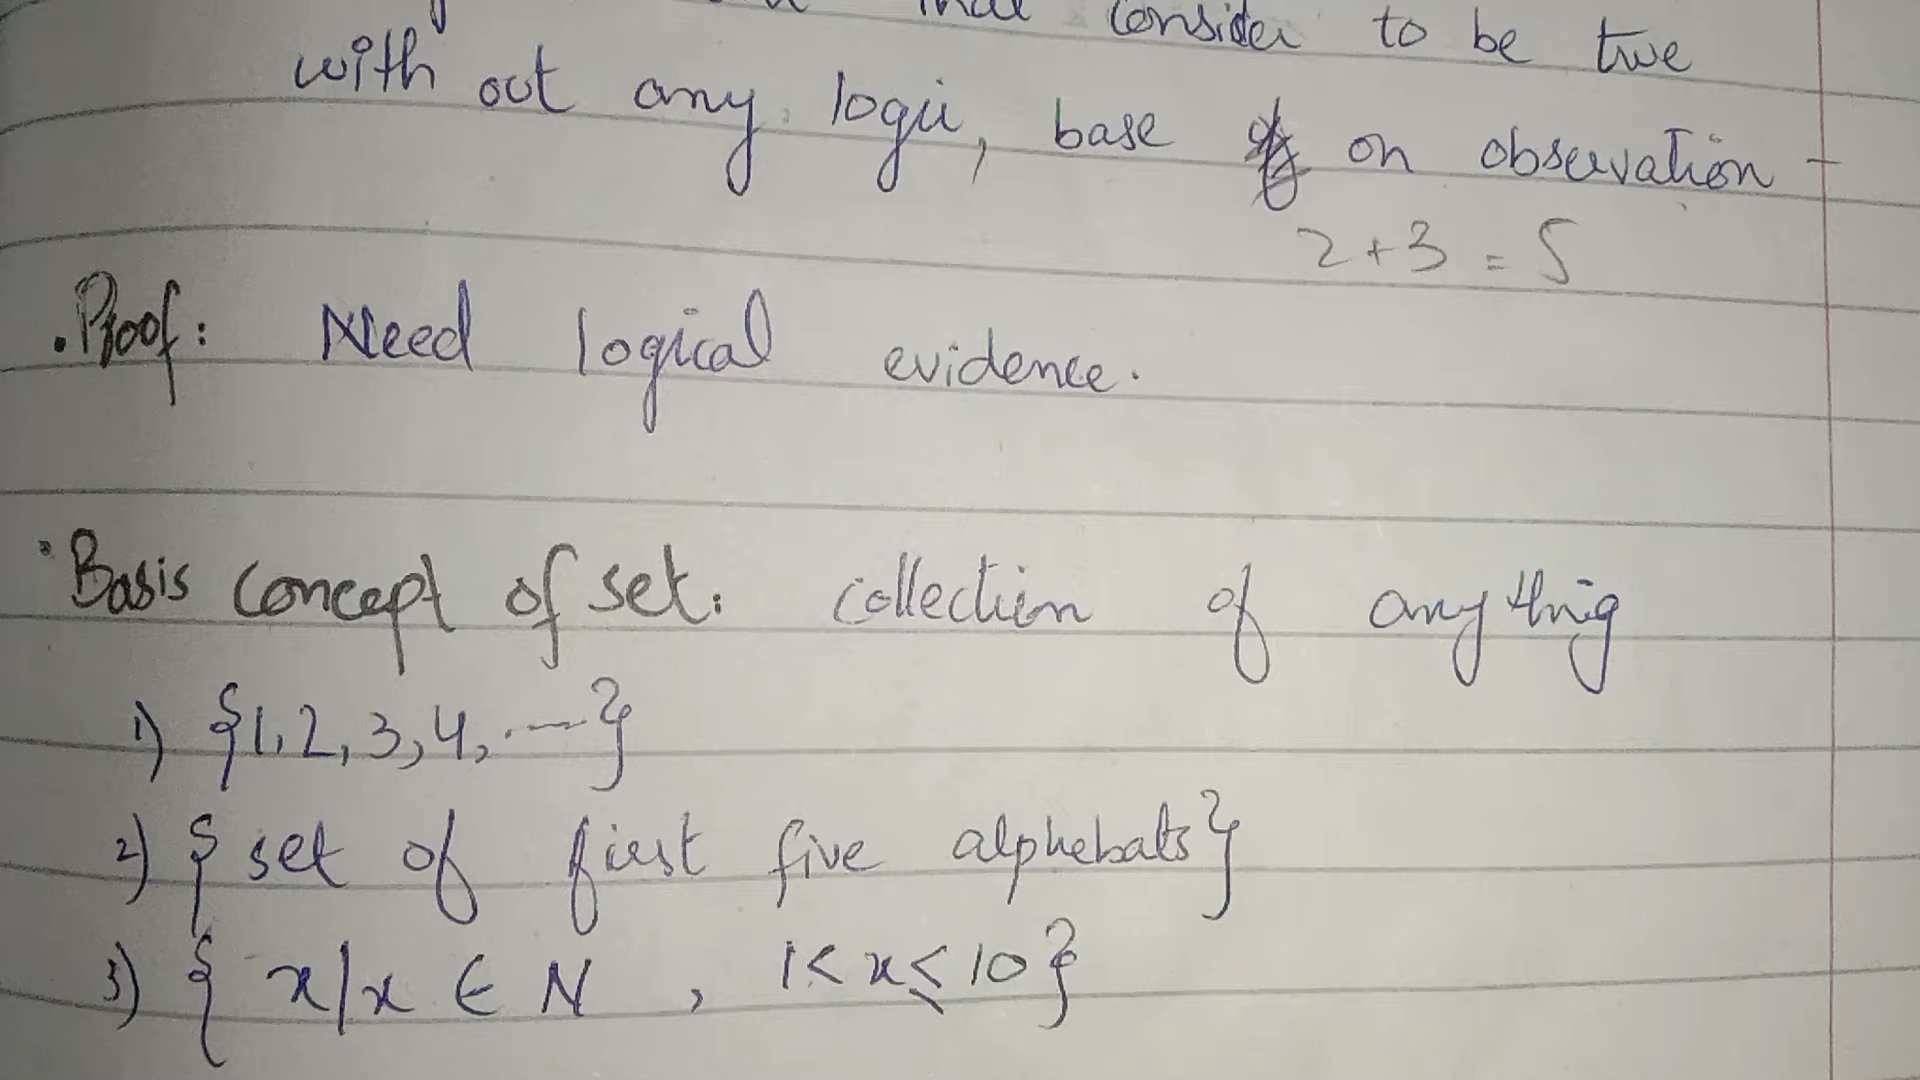 that consider to be true
with out any logic, base on observation -
2+3 = 5
. Proof: Need logical evidence.
• Basis concept of set: collection of any thing
1) {1, 2, 3, 4, .---}
2) { set of first five alphebats}
3) { x/x ∈ N , 1< x ≤ 10}